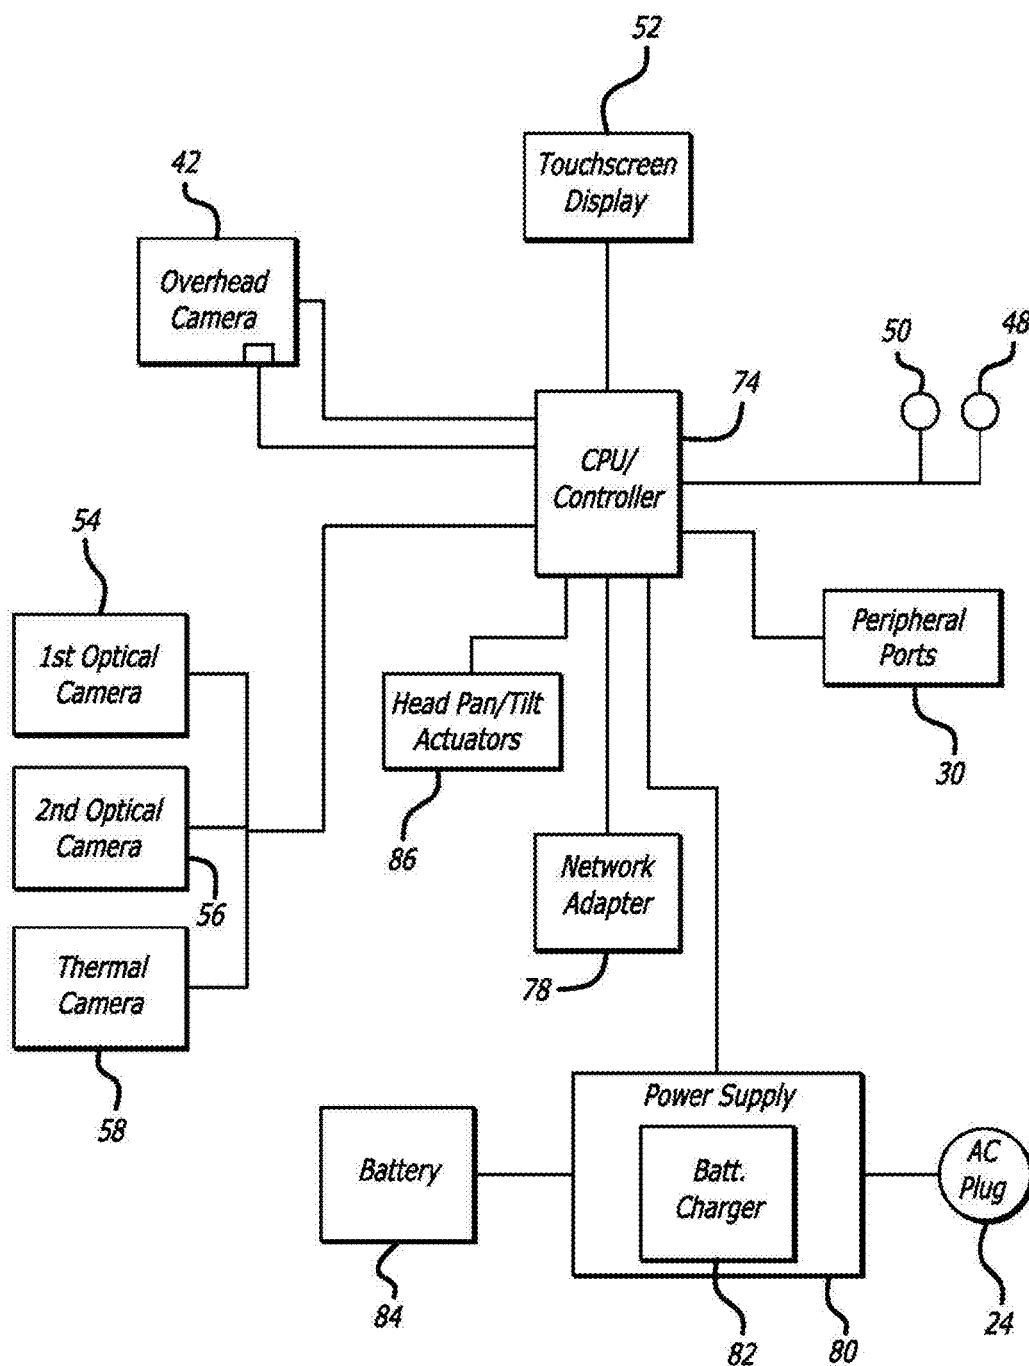 52
Touchscreen
Display
42
Overhead
Camera
50
48
74
CPU/
Controller
54
1st Optical
Camera
Peripheral
Ports
30
Head Pan/Tilt
Actuators
86
2nd Optical
Camera
56
Network
Adapter
78
Thermal
Camera
58
Power Supply
Battery
84
Batt.
Charger
82
80
AC
Plug
24